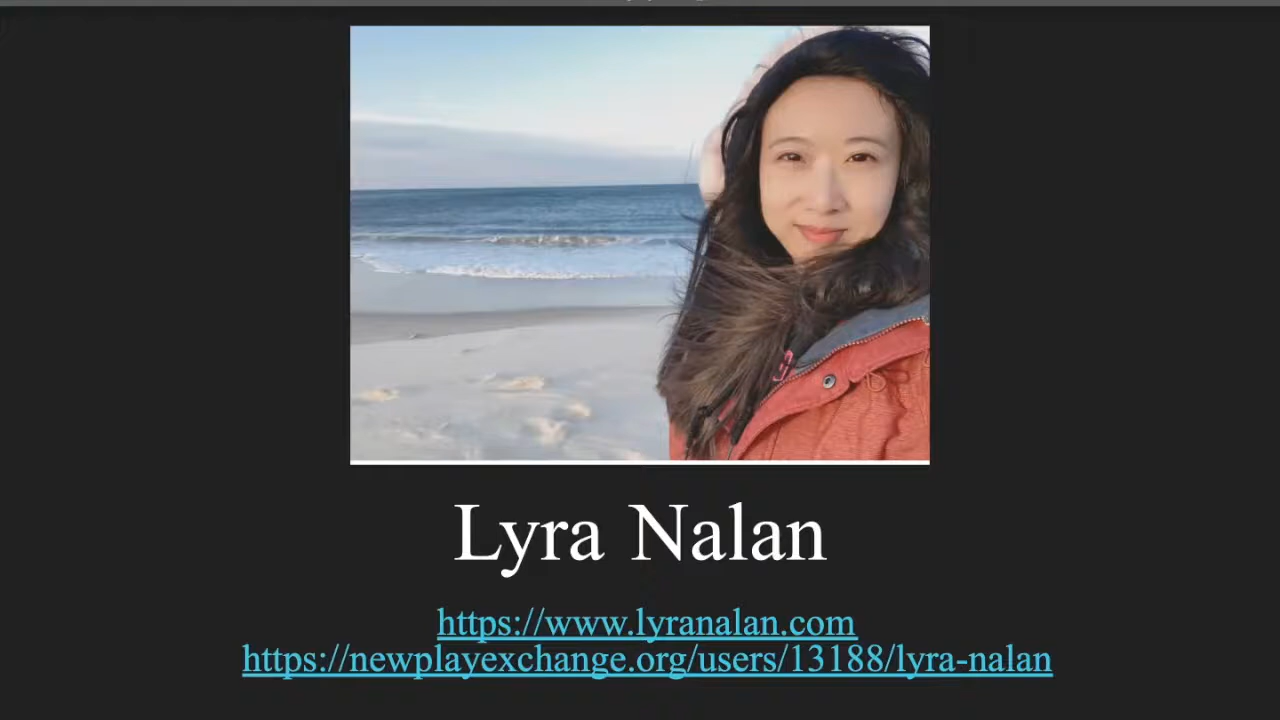 Lyra Nalan
https://www.lyranalan.com
https://newplayexchange.org/users/13188/lyra-nalan